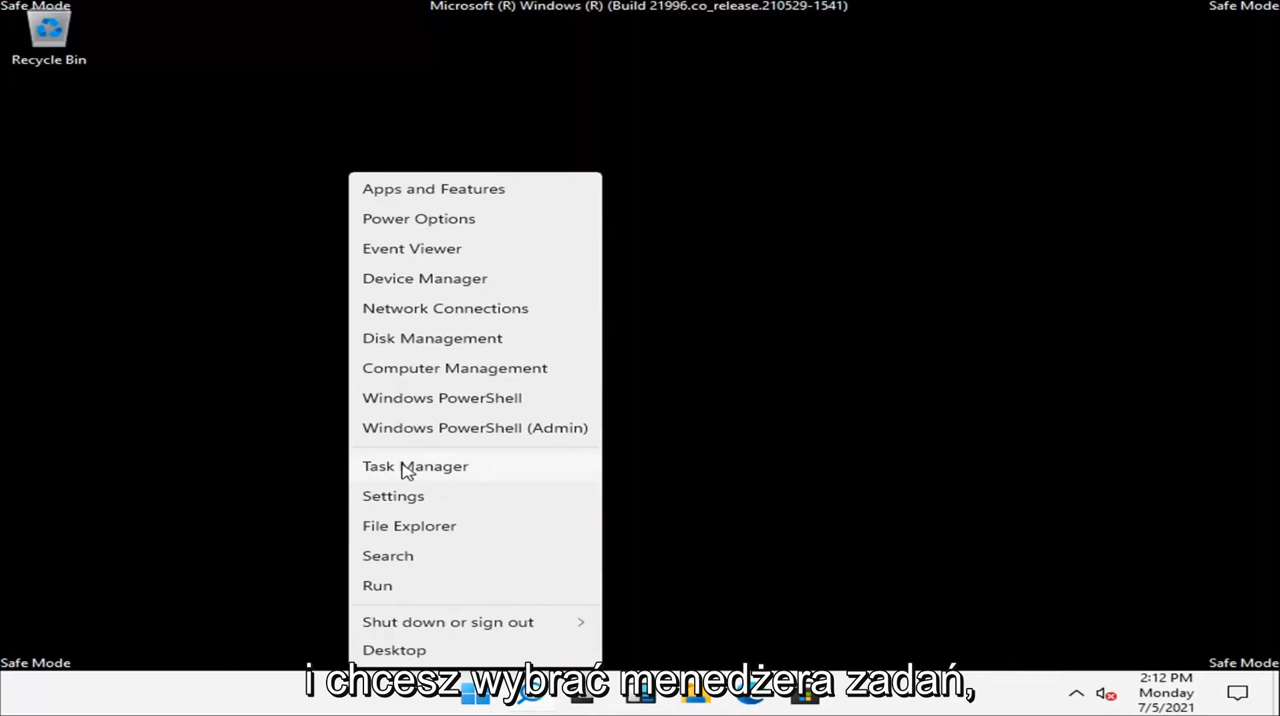 Safe Mode
Microsoft (R) Windows (R) (Build 21996.co_release.210529-1541)
Safe Mode
Recycle Bin
Apps and Features
Power Options
Event Viewer
Device Manager
Network Connections
Disk Management
Computer Management
Windows PowerShell
Windows PowerShell (Admin)
Task Manager
Settings
File Explorer
Search
Run
Shut down or sign out
Desktop
Safe Mode
Safe Mode
i chcesz wybrać menedżera zadań,
2:12 PM
Monday
7/5/2021